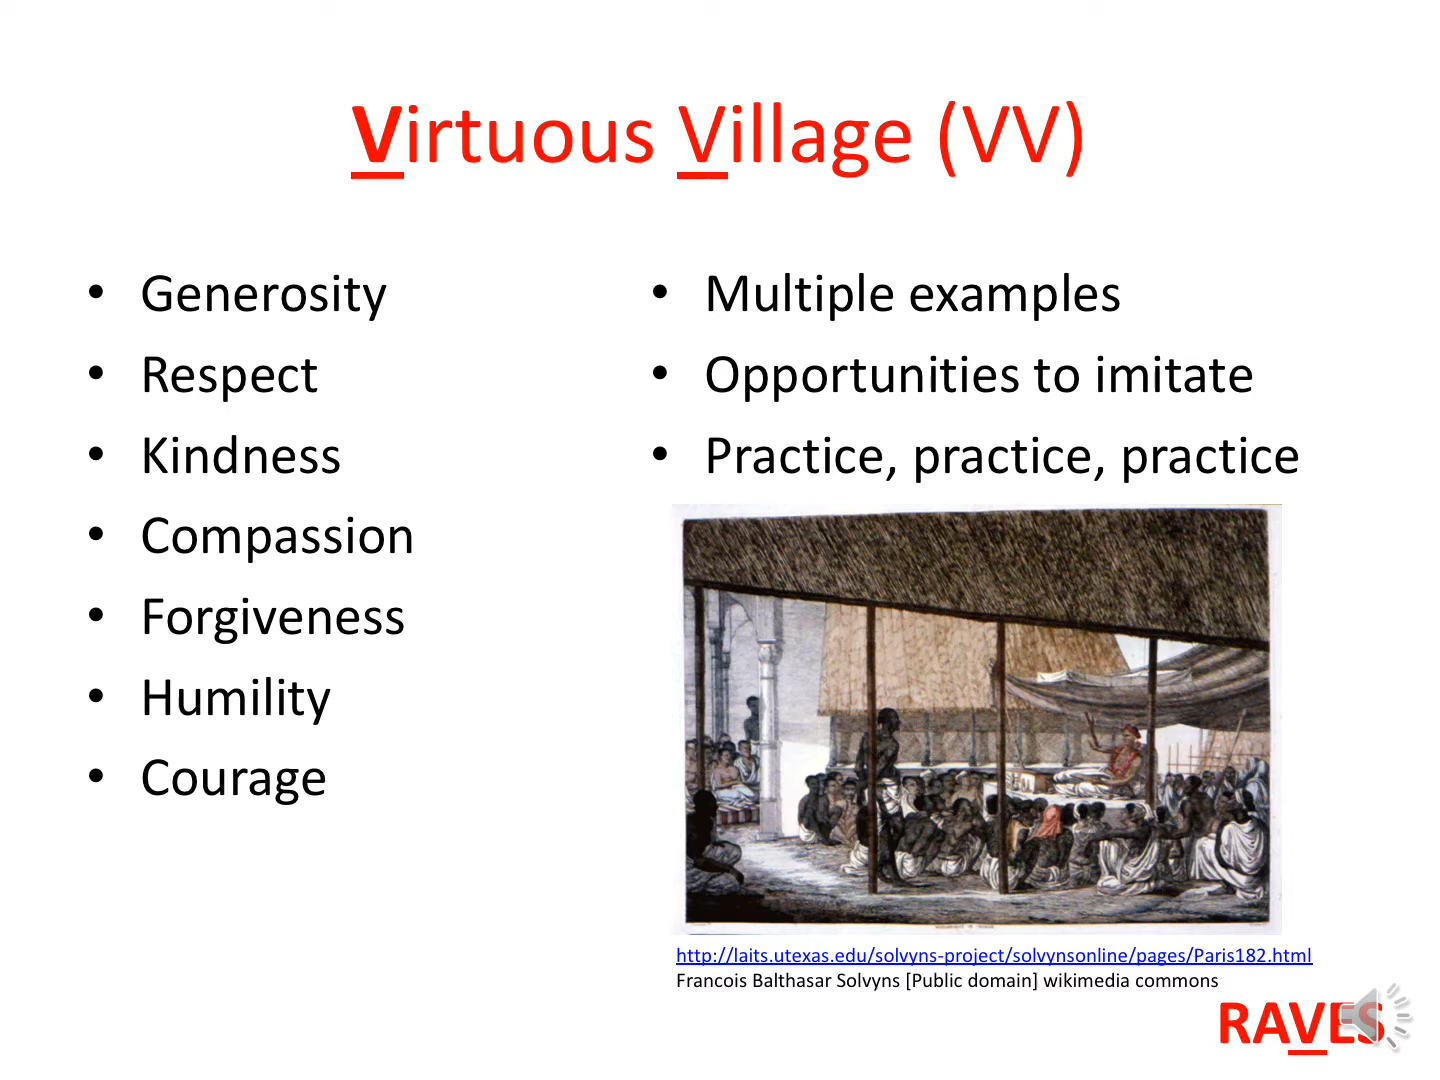 Virtuous Village (VV)
• Generosity
• Respect
• Kindness
• Compassion
• Forgiveness
• Humility
• Courage
• Multiple examples
• Opportunities to imitate
• Practice, practice, practice
http://laits.utexas.edu/solvyns-project/solvynsonline/pages/Paris182.html
Francois Balthasar Solvyns [Public domain] wikimedia commons
RAVES